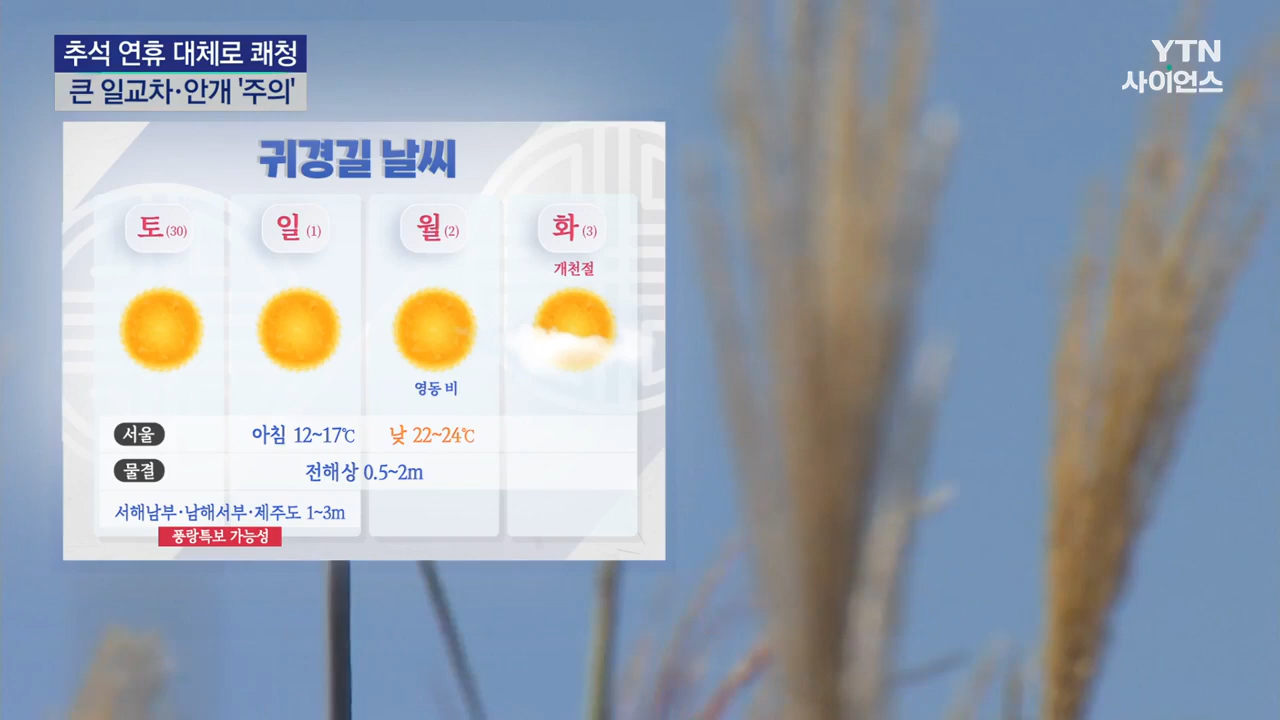 추석 연휴 대체로 쾌청
큰 일교차·안개 '주의'
YTN
사이언스
귀경길 날씨
토(30) 일(1) 월(2) 화(3)
개천절
영동 비
서울 아침 12~17℃ 낮 22~24℃
물결 전해상 0.5~2m
서해남부·남해서부·제주도 1~3m
풍랑특보 가능성